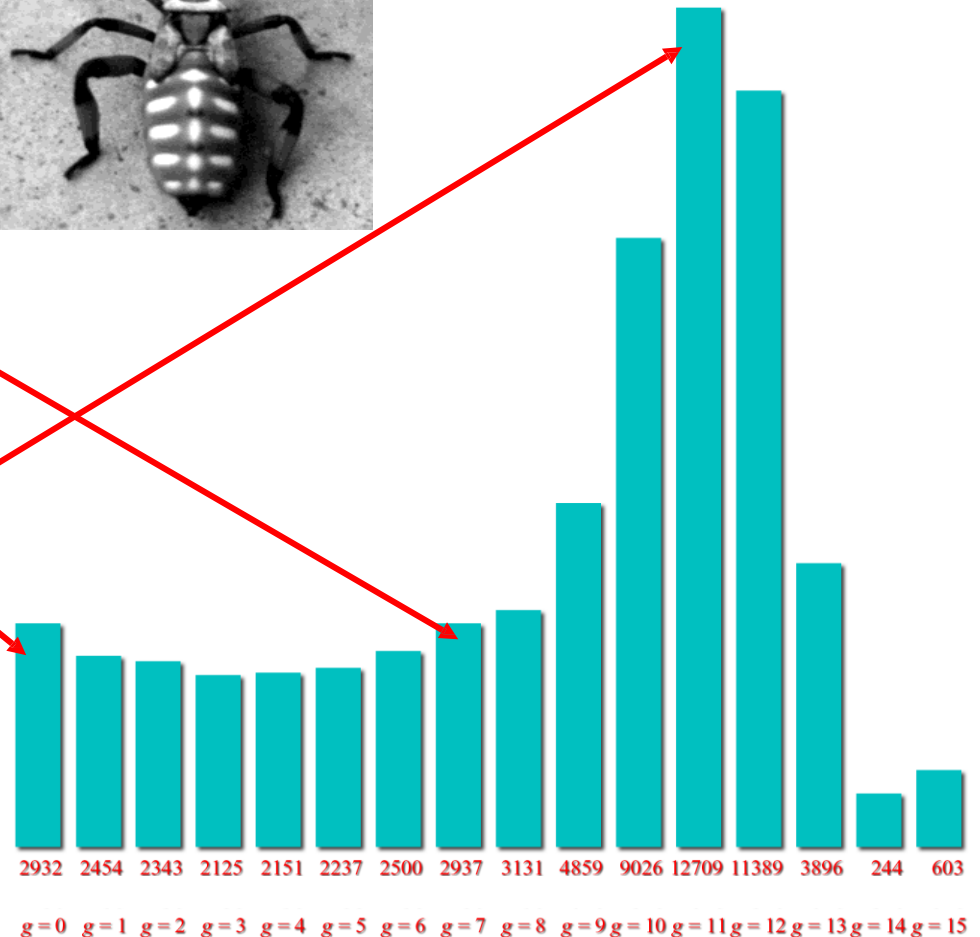 2932 2454 2343 2125 2151 2237 2500 2937 3131 4859 9026 12709 11389 3896 244 603
g = 0 g = 1 g = 2 g = 3 g = 4 g = 5 g = 6 g = 7 g = 8 g = 9 g = 10 g = 11 g = 12 g = 13 g = 14 g = 15